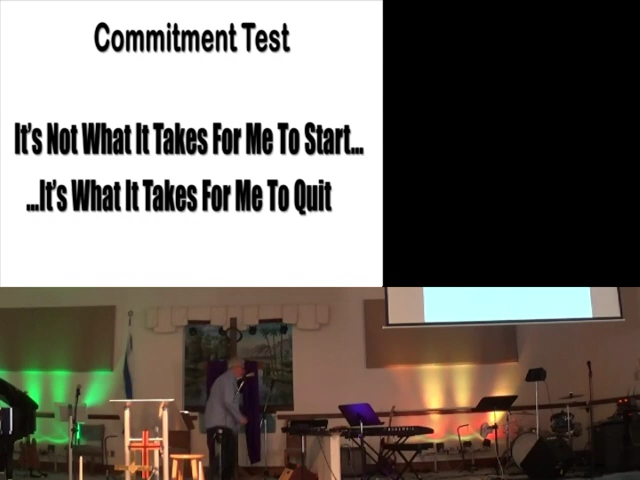 Commitment Test
It's Not What It Takes For Me To Start...
...It's What It Takes For Me To Quit